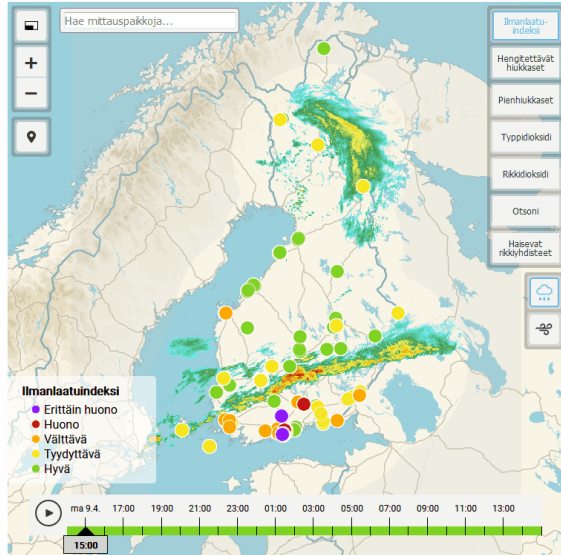 Hae mittauspaikkoja...
Ilmanlaatu-
indeksi
Hengitettävät
hiukkaset
Pienhiukkaset
Typpidioksidi
Rikkidioksidi
Otsoni
Haisevat
rikkiyhdisteet
+
−
Ilmanlaatuindeksi
Erittäin huono
Huono
Välttävä
Tyydyttävä
Hyvä
ma 9.4. 17:00 19:00 21:00 23:00 01:00 03:00 05:00 07:00 09:00 11:00 13:00
15:00